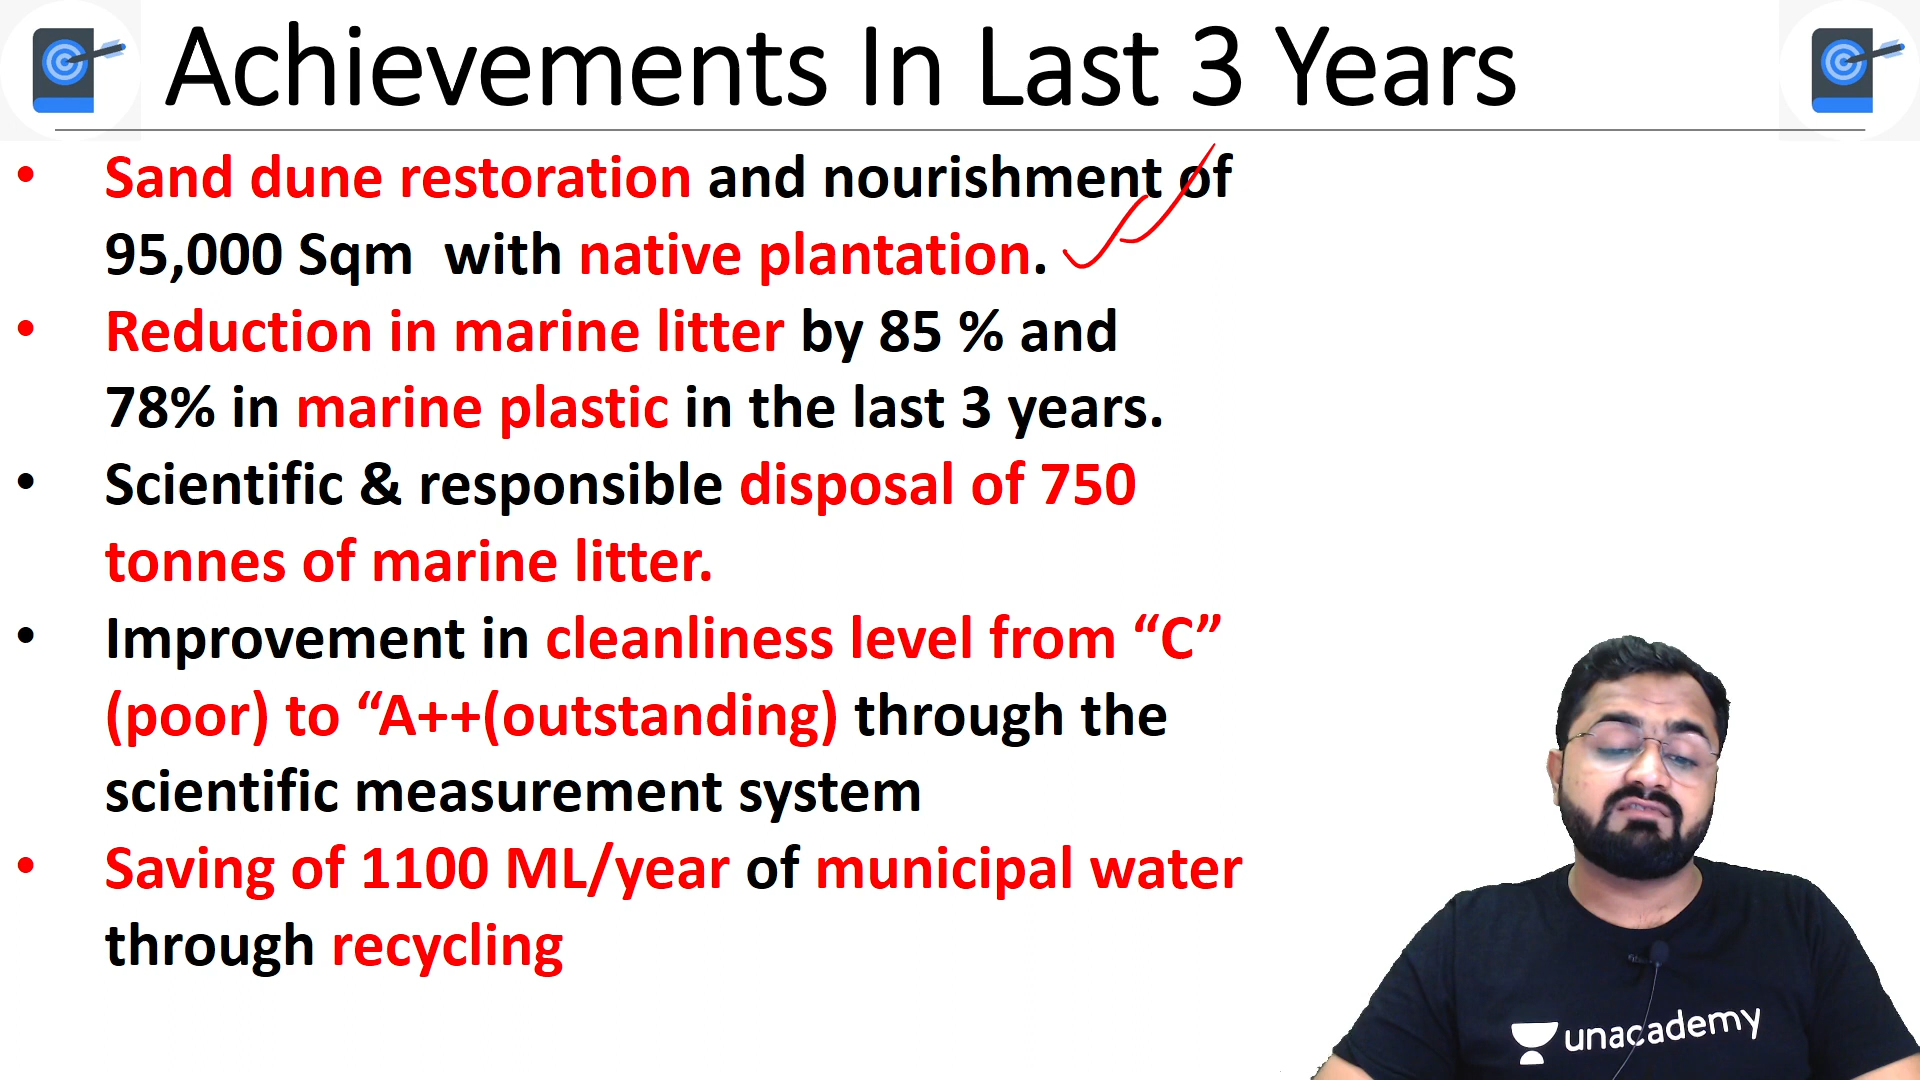 Achievements In Last 3 Years
• Sand dune restoration and nourishment of
95,000 Sqm with native plantation.
• Reduction in marine litter by 85 % and
78% in marine plastic in the last 3 years.
• Scientific & responsible disposal of 750
tonnes of marine litter.
• Improvement in cleanliness level from “C”
(poor) to “A++(outstanding) through the
scientific measurement system
• Saving of 1100 ML/year of municipal water
through recycling
unacademy